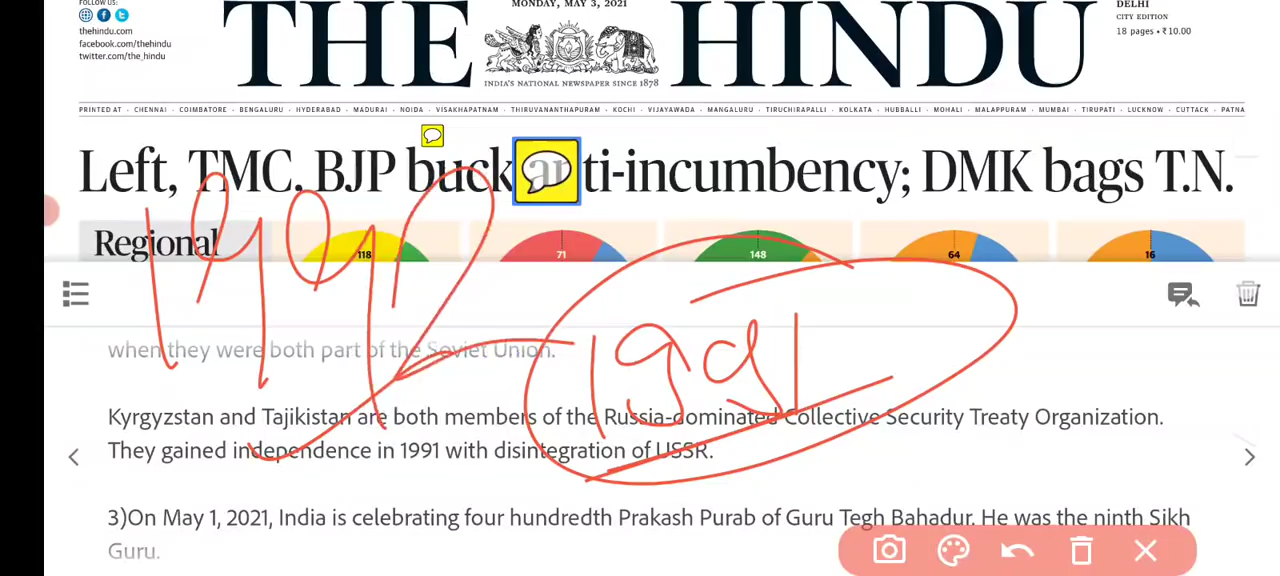 FOLLOW US:
thehindu.com
facebook.com/thehindu
twitter.com/the_hindu
MONDAY, MAY 3, 2021
THE HINDU
INDIA'S NATIONAL NEWSPAPER SINCE 1878
DELHI
CITY EDITION
18 pages • ₹10.00
PRINTED AT • CHENNAI • COIMBATORE • BENGALURU • HYDERABAD • MADURAI • NOIDA • VISAKHAPATNAM • THIRUVANANTHAPURAM • KOCHI • VIJAYAWADA • MANGALURU • TIRUCHIRAPALLI • KOLKATA • HUBBALLI • MOHALI • MALAPPURAM • MUMBAI • TIRUPATI • LUCKNOW • CUTTACK • PATNA
Left, TMC, BJP buck anti-incumbency; DMK bags T.N.
Regional
118
71
148
64
16
1991
when they were both part of the Soviet Union.
Kyrgyzstan and Tajikistan are both members of the Russia-dominated Collective Security Treaty Organization.
They gained independence in 1991 with disintegration of USSR.
3)On May 1, 2021, India is celebrating four hundredth Prakash Purab of Guru Tegh Bahadur. He was the ninth Sikh
Guru.